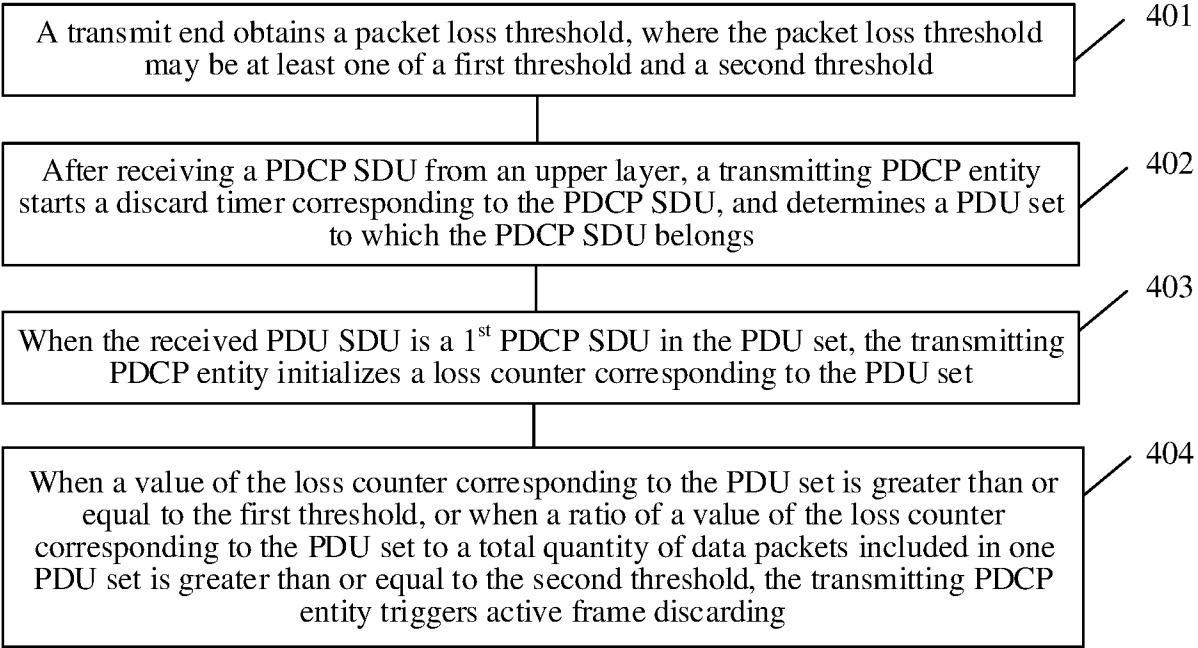 A transmit end obtains a packet loss threshold, where the packet loss threshold
may be at least one of a first threshold and a second threshold
401
After receiving a PDCP SDU from an upper layer, a transmitting PDCP entity
starts a discard timer corresponding to the PDCP SDU, and determines a PDU set
to which the PDCP SDU belongs
402
When the received PDU SDU is a 1st PDCP SDU in the PDU set, the transmitting
PDCP entity initializes a loss counter corresponding to the PDU set
403
When a value of the loss counter corresponding to the PDU set is greater than or
equal to the first threshold, or when a ratio of a value of the loss counter
corresponding to the PDU set to a total quantity of data packets included in one
PDU set is greater than or equal to the second threshold, the transmitting PDCP
entity triggers active frame discarding
404